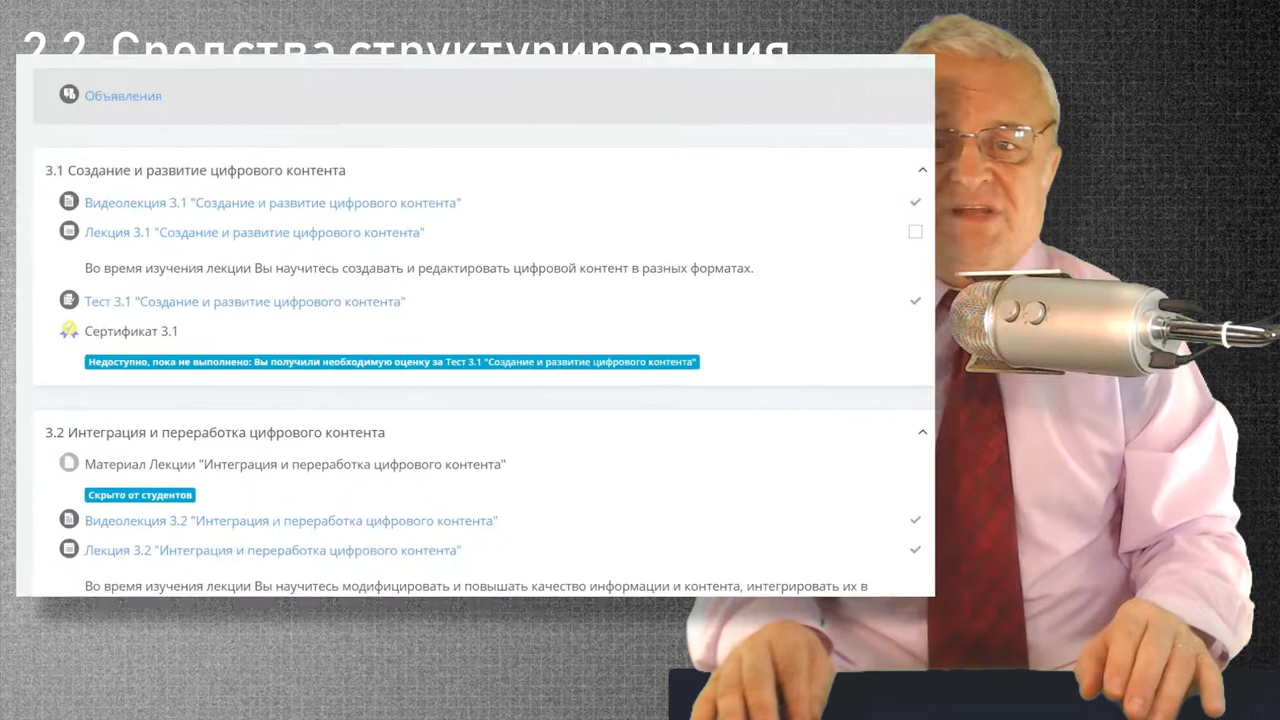 2.2. Средства структурирования
Объявления
3.1 Создание и развитие цифрового контента
Видеолекция 3.1 "Создание и развитие цифрового контента"
Лекция 3.1 "Создание и развитие цифрового контента"
Во время изучения лекции Вы научитесь создавать и редактировать цифровой контент в разных форматах.
Тест 3.1 "Создание и развитие цифрового контента"
Сертификат 3.1
Недоступно, пока не выполнено: Вы получили необходимую оценку за Тест 3.1 "Создание и развитие цифрового контента"
3.2 Интеграция и переработка цифрового контента
Материал Лекции "Интеграция и переработка цифрового контента"
Скрыто от студентов
Видеолекция 3.2 "Интеграция и переработка цифрового контента"
Лекция 3.2 "Интеграция и переработка цифрового контента"
Во время изучения лекции Вы научитесь модифицировать и повышать качество информации и контента, интегрировать их в